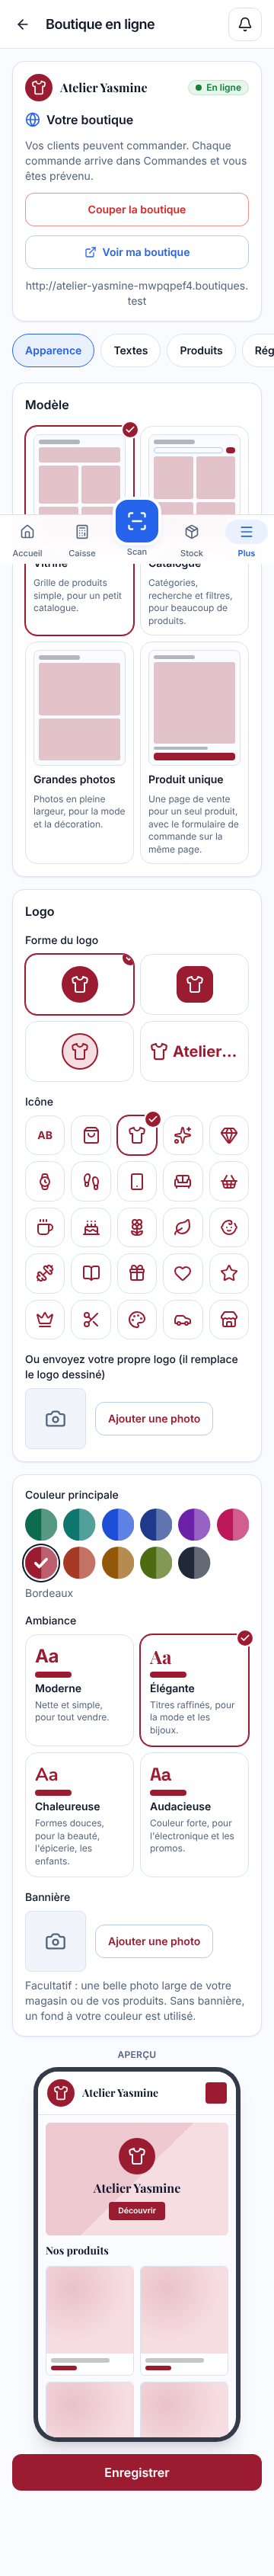 Boutique en ligne
Atelier Yasmine
En ligne
Votre boutique
Vos clients peuvent commander. Chaque
commande arrive dans Commandes et vous
êtes prévenu.
Couper la boutique
Voir ma boutique
http://atelier-yasmine-mwpqpef4.boutiques.
test
Apparence
Textes
Produits
Rég
Modèle
Accueil
Caisse
Scan
Stock
Plus
Vitrine
Catalogue
Grille de produits
simple, pour un petit
catalogue.
Catégories,
recherche et filtres,
pour beaucoup de
produits.
Grandes photos
Photos en pleine
largeur, pour la mode
et la décoration.
Produit unique
Une page de vente
pour un seul produit,
avec le formulaire de
commande sur la
même page.
Logo
Forme du logo
Atelier...
Icône
AB
Ou envoyez votre propre logo (il remplace
le logo dessiné)
Ajouter une photo
Couleur principale
Bordeaux
Ambiance
Aa
Moderne
Nette et simple,
pour tout vendre.
Aa
Élégante
Titres raffinés, pour
la mode et les
bijoux.
Aa
Chaleureuse
Formes douces,
pour la beauté,
l'épicerie, les
enfants.
Aa
Audacieuse
Couleur forte, pour
l'électronique et les
promos.
Bannière
Ajouter une photo
Facultatif : une belle photo large de votre
magasin ou de vos produits. Sans bannière,
un fond à votre couleur est utilisé.
APERÇU
Atelier Yasmine
Atelier Yasmine
Découvrir
Nos produits
Enregistrer